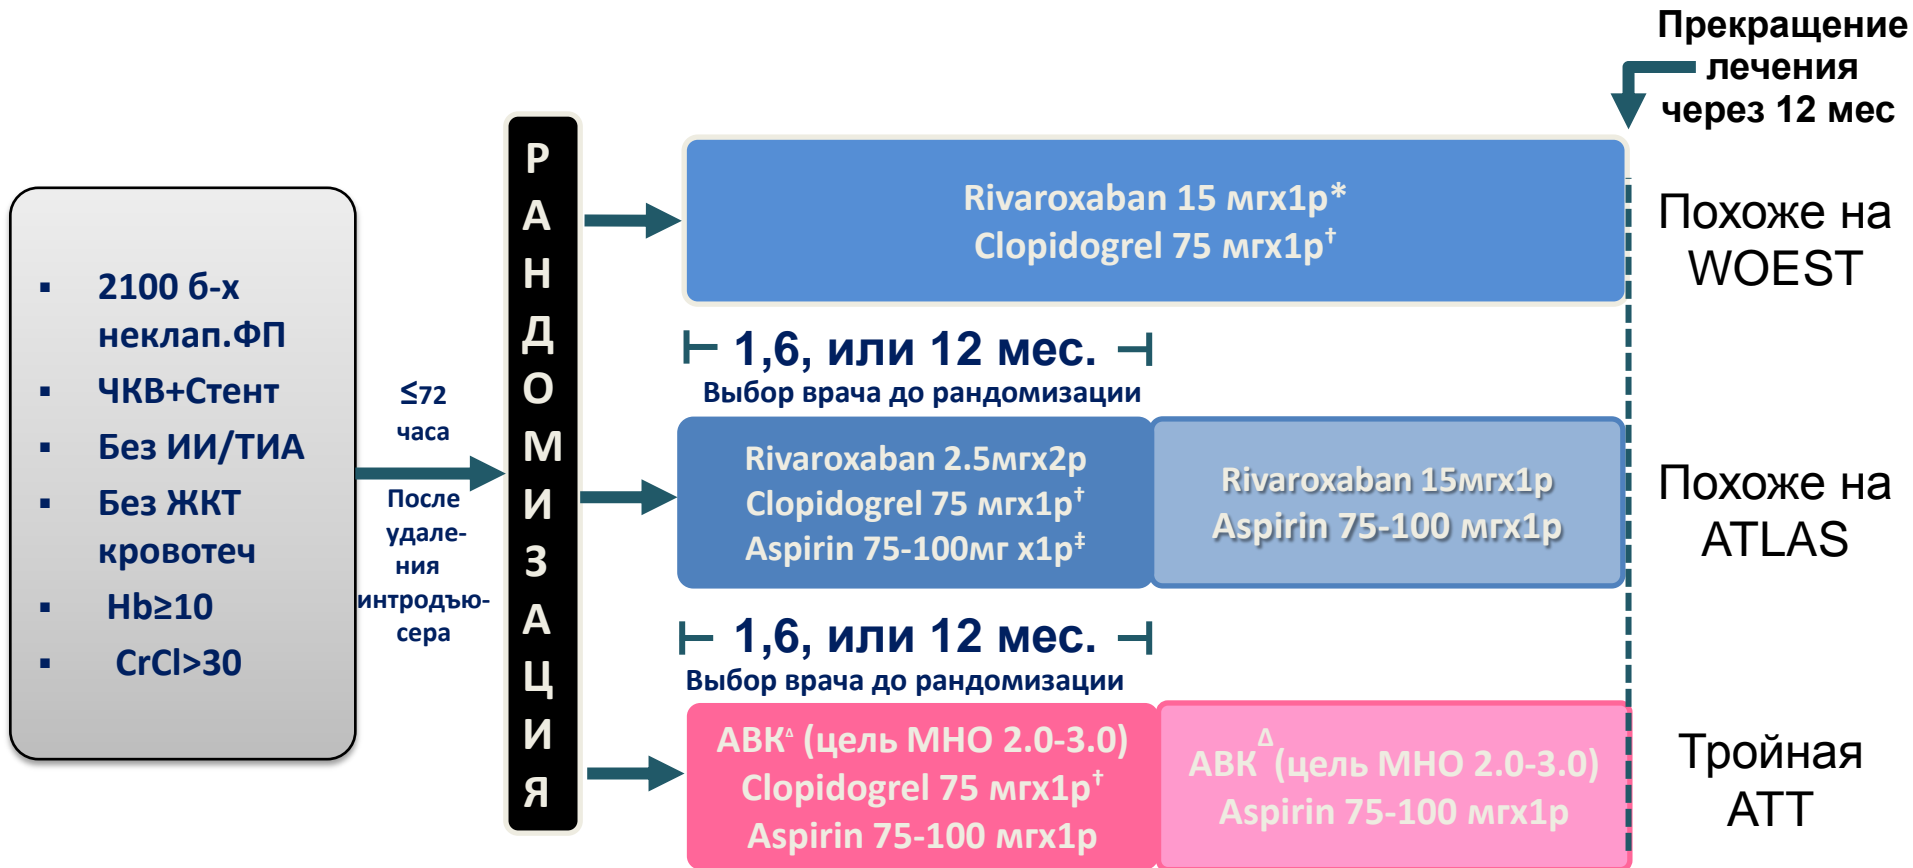 Прекращение
лечения
через 12 мес
▪ 2100 б-х
неклап.ФП
▪ ЧКВ+Стент
▪ Без ИИ/ТИА
▪ Без ЖКТ
кровотеч
▪ Hb≥10
▪ CrCl>30
≤72
часа
После
удале-
ния
интродъю-
сера
Р
А
Н
Д
О
М
И
З
А
Ц
И
Я
Rivaroxaban 15 мгх1р*
Clopidogrel 75 мгх1р†
Похоже на
WOEST
1,6, или 12 мес.
Выбор врача до рандомизации
Rivaroxaban 2.5мгх2р
Clopidogrel 75 мгх1р†
Aspirin 75-100мг х1р‡
Rivaroxaban 15мгх1р
Aspirin 75-100 мгх1р
Похоже на
ATLAS
1,6, или 12 мес.
Выбор врача до рандомизации
АВК∆ (цель МНО 2.0-3.0)
Clopidogrel 75 мгх1р†
Aspirin 75-100 мгх1р
АВК∆ (цель МНО 2.0-3.0)
Aspirin 75-100 мгх1р
Тройная
АТТ